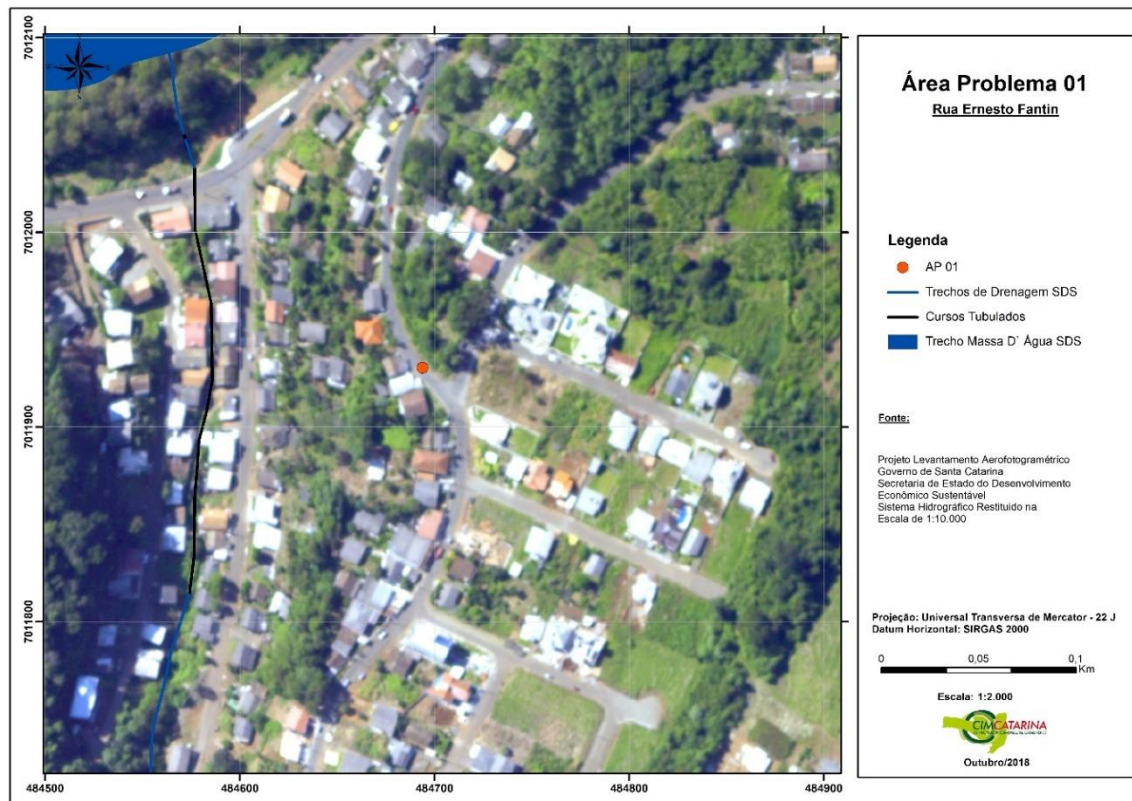 Área Problema 01
Rua Ernesto Fantin
Legenda
AP 01
Trechos de Drenagem SDS
Cursos Tubulados
Trecho Massa D´ Água SDS
Fonte:
Projeto Levantamento Aerofotogramétrico
Governo de Santa Catarina
Secretaria de Estado do Desenvolvimento
Econômico Sustentável
Sistema Hidrográfico Restituido na
Escala de 1:10.000
Projeção: Universal Transversa de Mercator - 22 J
Datum Horizontal: SIRGAS 2000
0 0,05 0,1
Km
Escala: 1:2.000
CIMCATARINA
Outubro/2018
7012100
7012000
7011900
7011800
484500 484600 484700 484800 484900